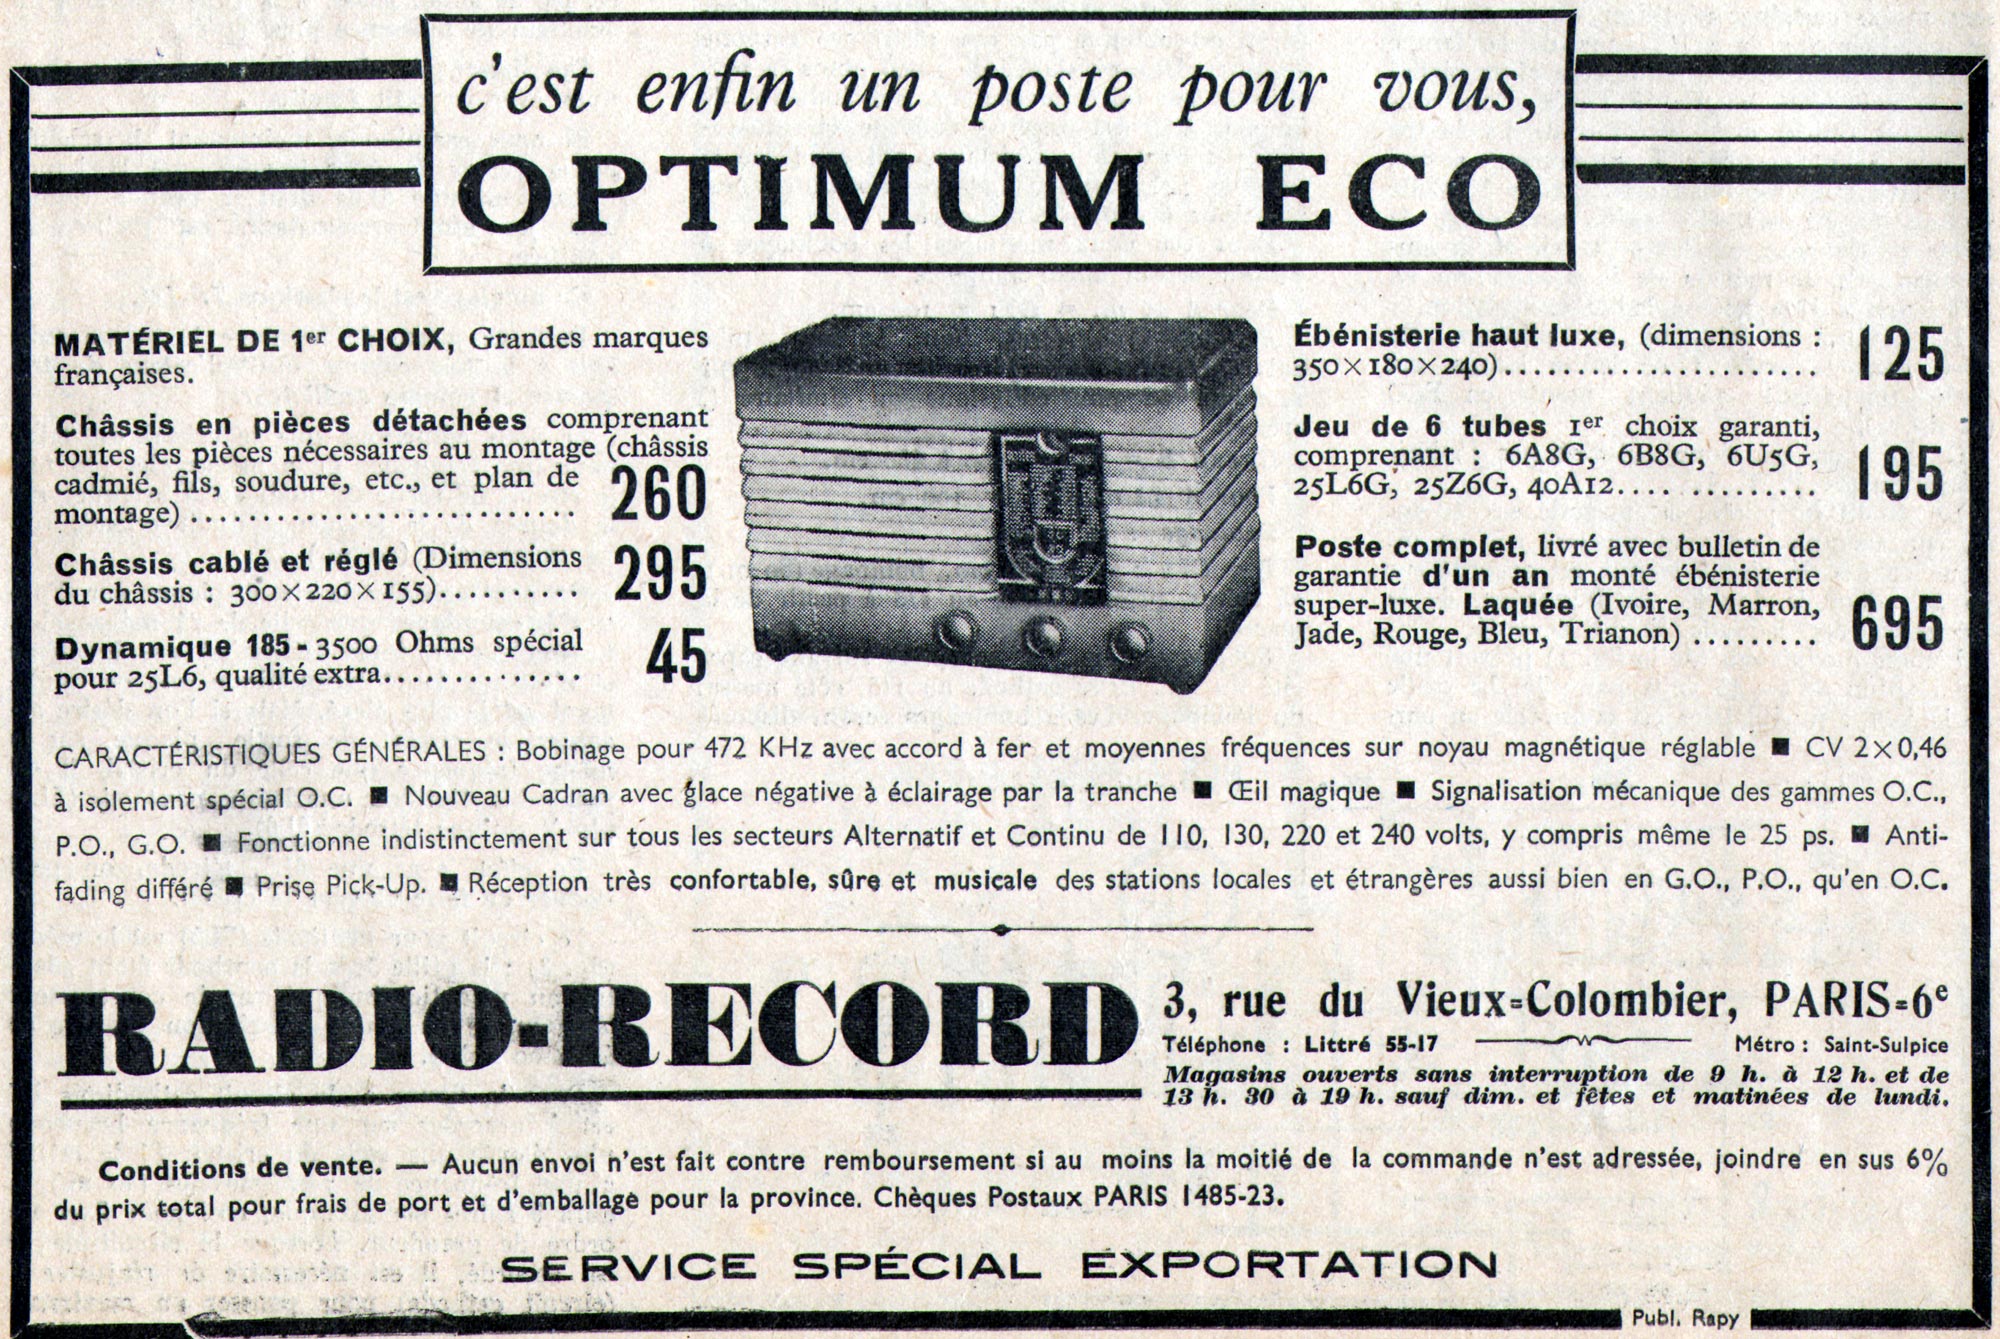 c'est enfin un poste pour vous,
OPTIMUM ECO
MATÉRIEL DE 1er CHOIX, Grandes marques
françaises.
Châssis en pièces détachées comprenant
toutes les pièces nécessaires au montage (châssis
cadmié, fils, soudure, etc., et plan de
montage) ........................... 260
Châssis cablé et réglé (Dimensions
du châssis : 300×220×155).......... 295
Dynamique 185 - 3500 Ohms spécial
pour 25L6, qualité extra.............. 45
Ébénisterie haut luxe, (dimensions :
350×180×240)...................... 125
Jeu de 6 tubes 1er choix garanti,
comprenant : 6A8G, 6B8G, 6U5G,
25L6G, 25Z6G, 40A12.... ......... 195
Poste complet, livré avec bulletin de
garantie d'un an monté ébénisterie
super-luxe. Laquée (Ivoire, Marron,
Jade, Rouge, Bleu, Trianon) ......... 695
CARACTÉRISTIQUES GÉNÉRALES : Bobinage pour 472 KHz avec accord à fer et moyennes fréquences sur noyau magnétique réglable ■ CV 2×0,46
à isolement spécial O.C. ■ Nouveau Cadran avec glace négative à éclairage par la tranche ■ Œil magique ■ Signalisation mécanique des gammes O.C.,
P.O., G.O. ■ Fonctionne indistinctement sur tous les secteurs Alternatif et Continu de 110, 130, 220 et 240 volts, y compris même le 25 ps. ■ Anti-
fading différé ■ Prise Pick-Up. ■ Réception très confortable, sûre et musicale des stations locales et étrangères aussi bien en G.O., P.O., qu'en O.C.
RADIO-RECORD
3, rue du Vieux-Colombier, PARIS-6e
Téléphone : Littré 55-17 Métro : Saint-Sulpice
Magasins ouverts sans interruption de 9 h. à 12 h. et de
13 h. 30 à 19 h. sauf dim. et fêtes et matinées de lundi.
Conditions de vente. — Aucun envoi n'est fait contre remboursement si au moins la moitié de la commande n'est adressée, joindre en sus 6%
du prix total pour frais de port et d'emballage pour la province. Chèques Postaux PARIS 1485-23.
SERVICE SPÉCIAL EXPORTATION
Publ. Rapy